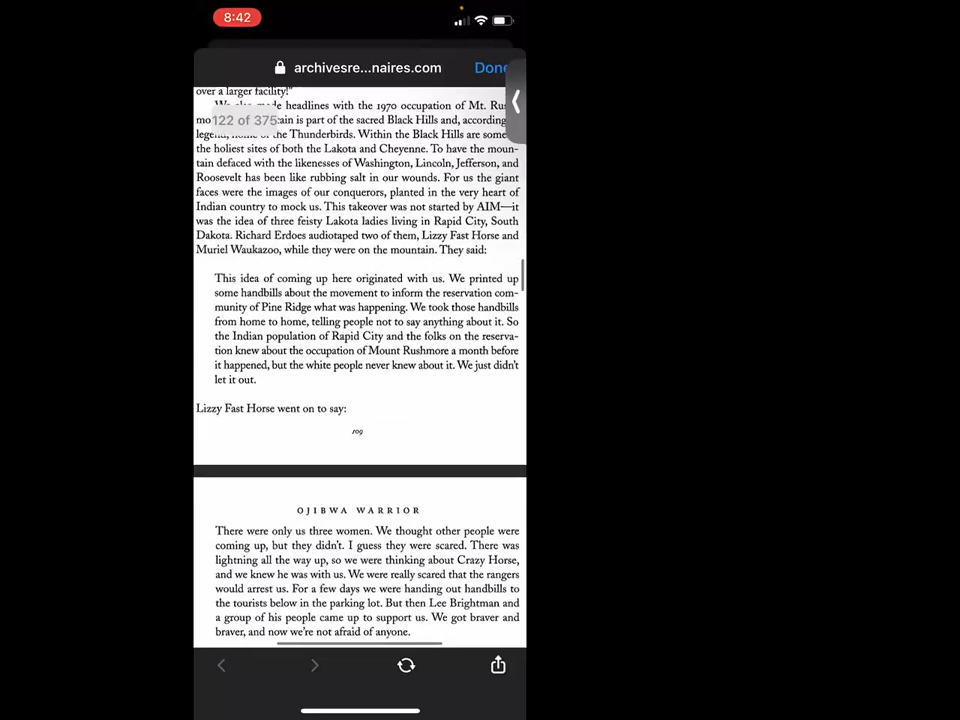 8:42
archivesre...naires.com
Done
over a larger facility!"
headlines with the 1970 occupation of Mt.
122 of 375
is part of the sacred Black Hills and, according
the Thunderbirds. Within the Black Hills are some
the holiest sites of both the Lakota and Cheyenne. To have the moun-
tain defaced with the likenesses of Washington, Lincoln, Jefferson, and
Roosevelt has been like rubbing salt in our wounds. For us the giant
faces were the images of our conquerors, planted in the very heart of
Indian country to mock us. This takeover was not started by AIM—it
was the idea of three feisty Lakota ladies living in Rapid City, South
Dakota. Richard Erdoes audiotaped two of them, Lizzy Fast Horse and
Muriel Waukazoo, while they were on the mountain. They said:
This idea of coming up here originated with us. We printed up
some handbills about the movement to inform the reservation com-
munity of Pine Ridge what was happening. We took those handbills
from home to home, telling people not to say anything about it. So
the Indian population of Rapid City and the folks on the reserva-
tion knew about the occupation of Mount Rushmore a month before
it happened, but the white people never knew about it. We just didn't
let it out.
Lizzy Fast Horse went on to say:
109
OJIBWA WARRIOR
There were only us three women. We thought other people were
coming up, but they didn't. I guess they were scared. There was
lightning all the way up, so we were thinking about Crazy Horse,
and we knew he was with us. We were really scared that the rangers
would arrest us. For a few days we were handing out handbills to
the tourists below in the parking lot. But then Lee Brightman and
a group of his people came up to support us. We got braver and
braver, and now we're not afraid of anyone.